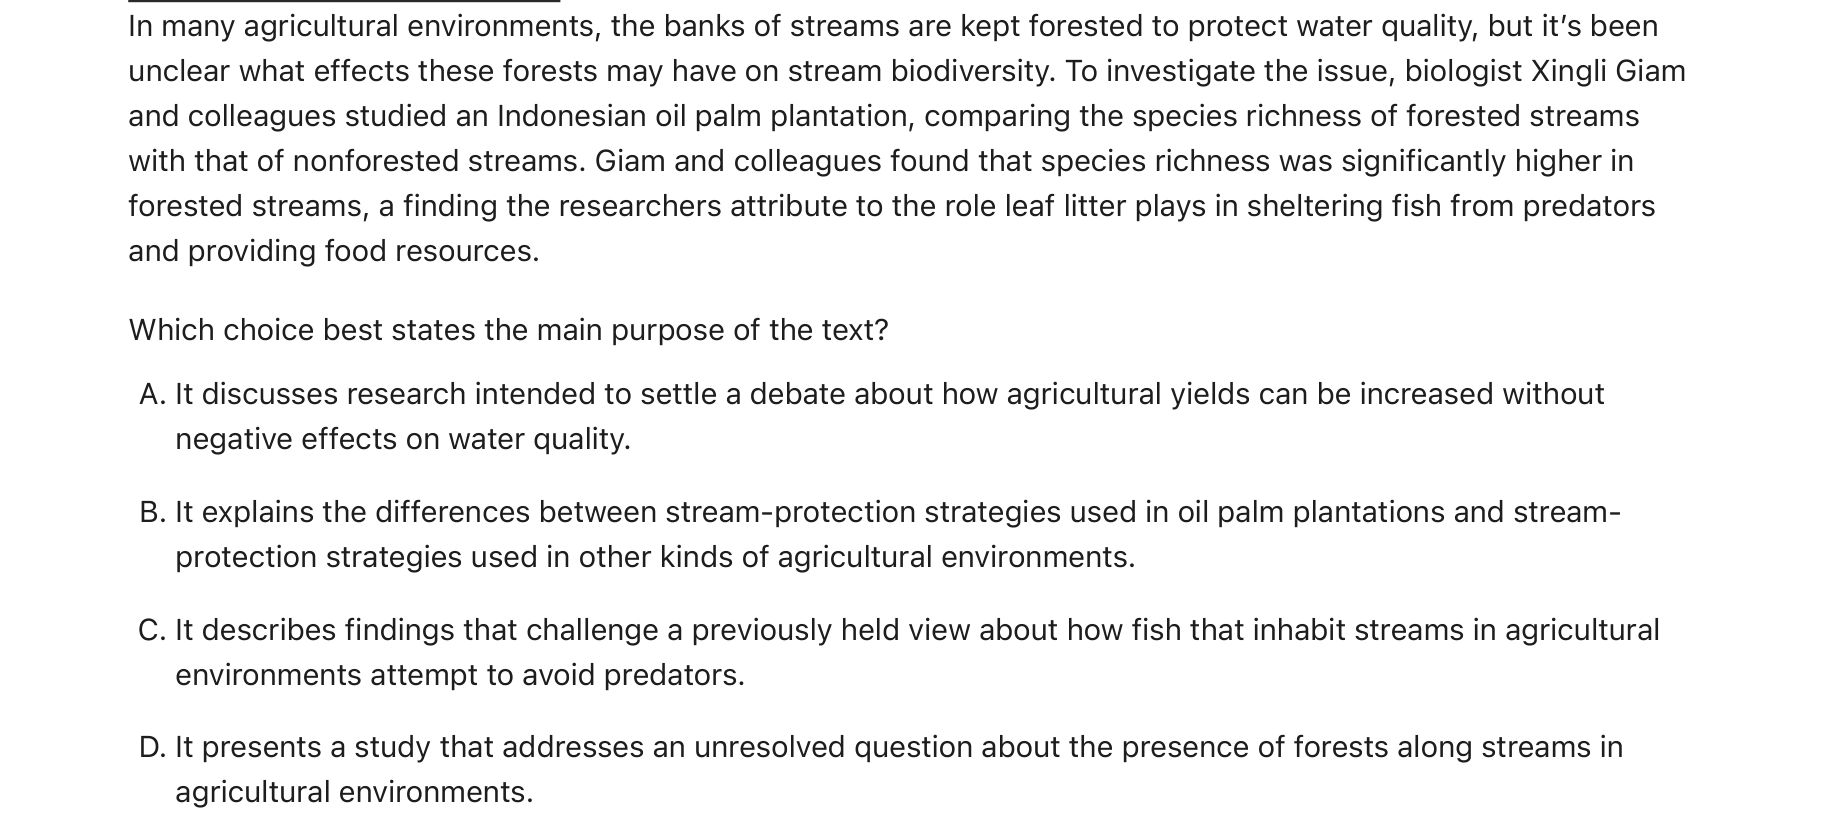 In many agricultural environments, the banks of streams are kept forested to protect water quality, but it’s been
unclear what effects these forests may have on stream biodiversity. To investigate the issue, biologist Xingli Giam
and colleagues studied an Indonesian oil palm plantation, comparing the species richness of forested streams
with that of nonforested streams. Giam and colleagues found that species richness was significantly higher in
forested streams, a finding the researchers attribute to the role leaf litter plays in sheltering fish from predators
and providing food resources.
Which choice best states the main purpose of the text?
A. It discusses research intended to settle a debate about how agricultural yields can be increased without
negative effects on water quality.
B. It explains the differences between stream-protection strategies used in oil palm plantations and stream-
protection strategies used in other kinds of agricultural environments.
C. It describes findings that challenge a previously held view about how fish that inhabit streams in agricultural
environments attempt to avoid predators.
D. It presents a study that addresses an unresolved question about the presence of forests along streams in
agricultural environments.